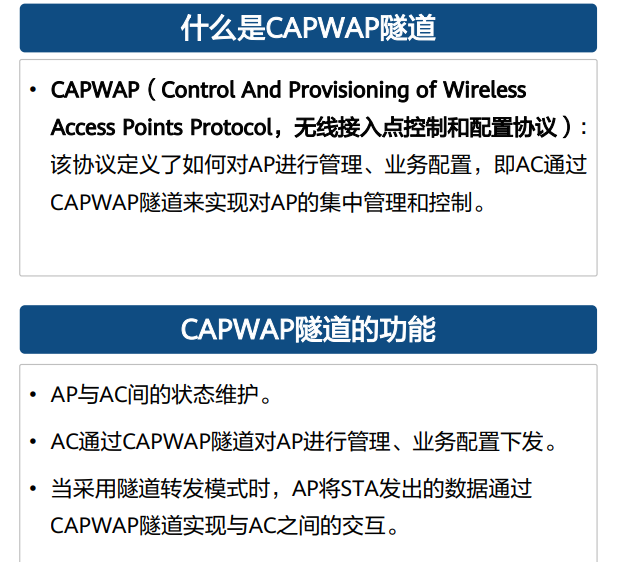 什么是CAPWAP隧道
• CAPWAP（Control And Provisioning of Wireless
Access Points Protocol，无线接入点控制和配置协议）:
该协议定义了如何对AP进行管理、业务配置，即AC通过
CAPWAP隧道来实现对AP的集中管理和控制。
CAPWAP隧道的功能
• AP与AC间的状态维护。
• AC通过CAPWAP隧道对AP进行管理、业务配置下发。
• 当采用隧道转发模式时，AP将STA发出的数据通过
CAPWAP隧道实现与AC之间的交互。